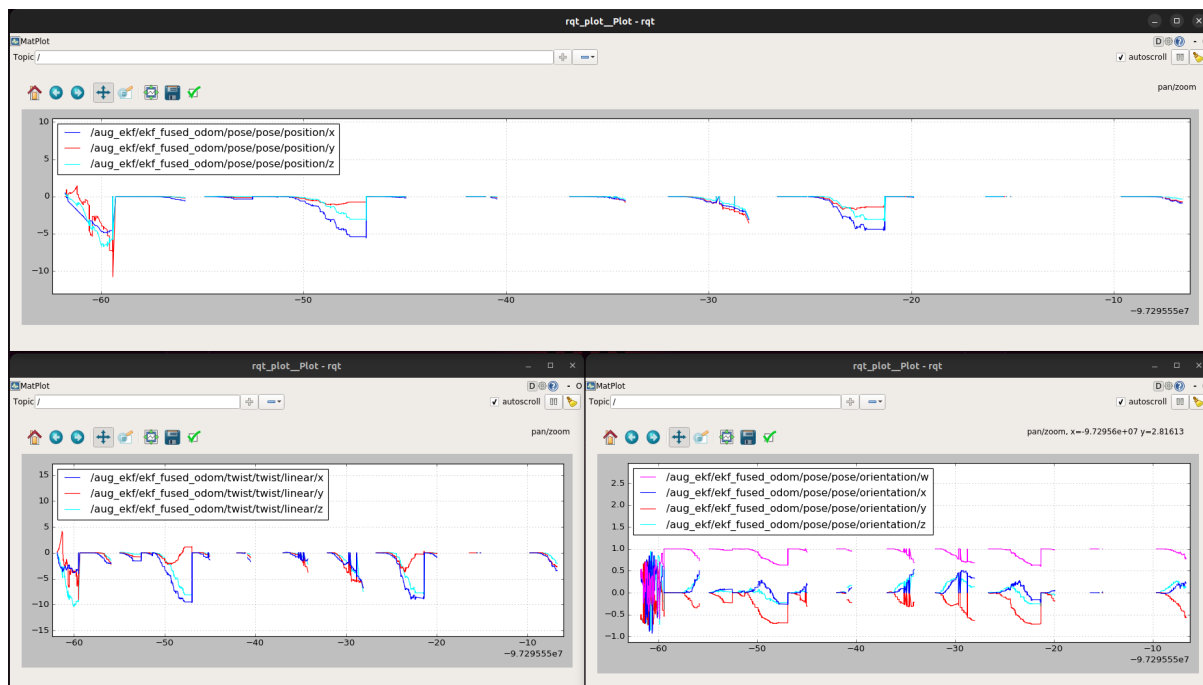 rqt_plot__Plot - rqt
MatPlot
D - O
Topic /
autoscroll
pan/zoom
/aug_ekf/ekf_fused_odom/pose/pose/position/x
/aug_ekf/ekf_fused_odom/pose/pose/position/y
/aug_ekf/ekf_fused_odom/pose/pose/position/z
10
5
0
−5
−10
−60 −50 −40 −30 −20 −10
−9.729555e7
rqt_plot__Plot - rqt
MatPlot
D - O
Topic /
autoscroll
pan/zoom
/aug_ekf/ekf_fused_odom/twist/twist/linear/x
/aug_ekf/ekf_fused_odom/twist/twist/linear/y
/aug_ekf/ekf_fused_odom/twist/twist/linear/z
15
10
5
0
−5
−10
−15
−60 −50 −40 −30 −20 −10
−9.729555e7
rqt_plot__Plot - rqt
MatPlot
D -
Topic /
autoscroll
pan/zoom, x=-9.72956e+07 y=2.81613
/aug_ekf/ekf_fused_odom/pose/pose/orientation/w
/aug_ekf/ekf_fused_odom/pose/pose/orientation/x
/aug_ekf/ekf_fused_odom/pose/pose/orientation/y
/aug_ekf/ekf_fused_odom/pose/pose/orientation/z
2.5
2.0
1.5
1.0
0.5
0.0
−0.5
−1.0
−60 −50 −40 −30 −20 −10
−9.729555e7